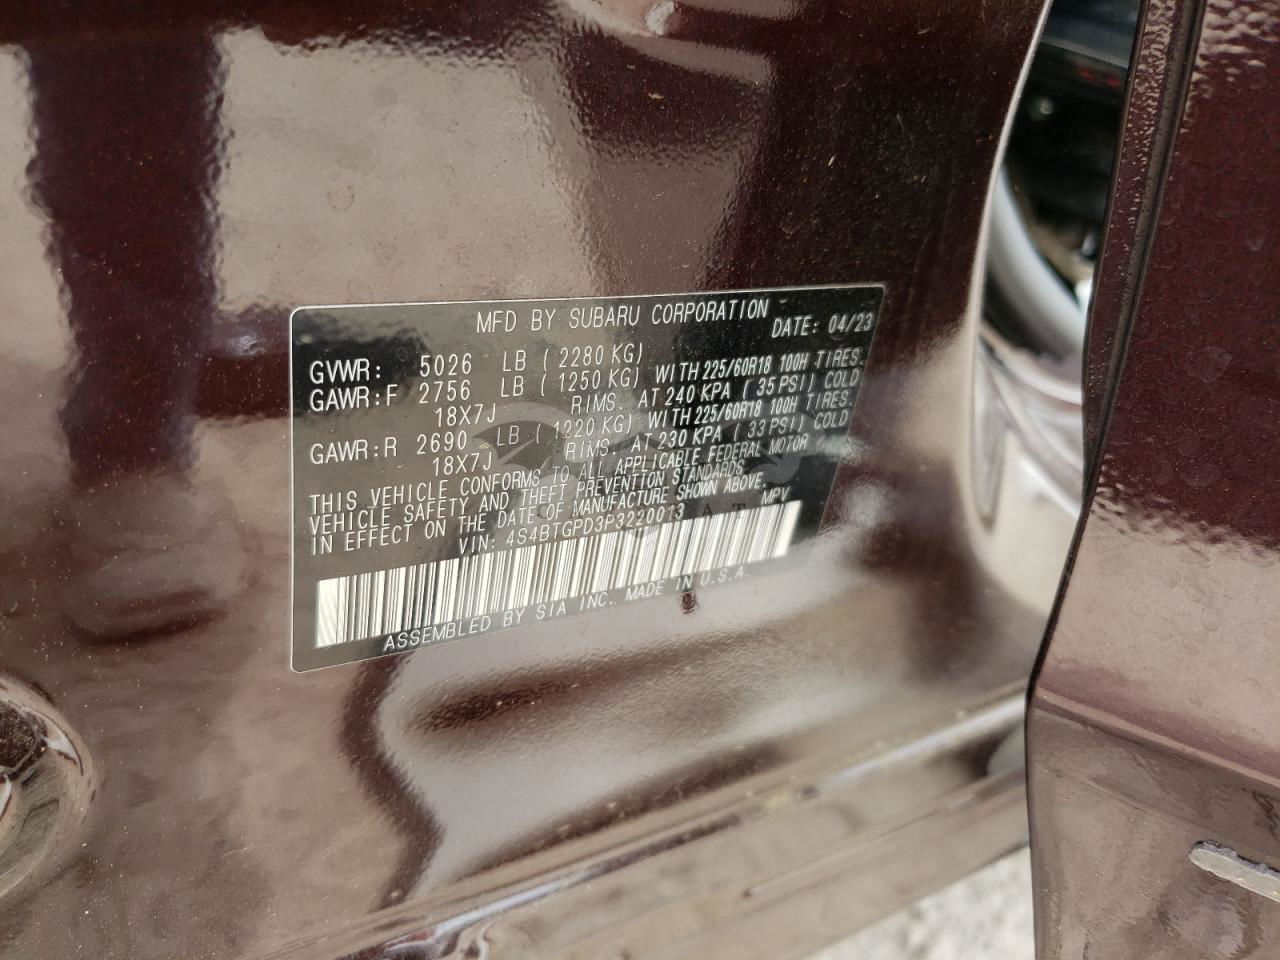 MFD BY SUBARU CORPORATION
DATE: 04/23
GVWR: 5026 LB ( 2280 KG)
GAWR:F 2756 LB ( 1250 KG) WITH 225/60R18 100H TIRES.
18X7J RIMS. AT 240 KPA ( 35 PSI) COLD
GAWR:R 2690 LB ( 1220 KG) WITH 225/60R18 100H TIRES.
18X7J RIMS. AT 230 KPA ( 33 PSI) COLD
THIS VEHICLE CONFORMS TO ALL APPLICABLE FEDERAL MOTOR
VEHICLE SAFETY AND THEFT PREVENTION STANDARDS
IN EFFECT ON THE DATE OF MANUFACTURE SHOWN ABOVE.
VIN: 4S4BTGPD3P3220013 MPV
ASSEMBLED BY SIA INC. MADE IN U.S.A.